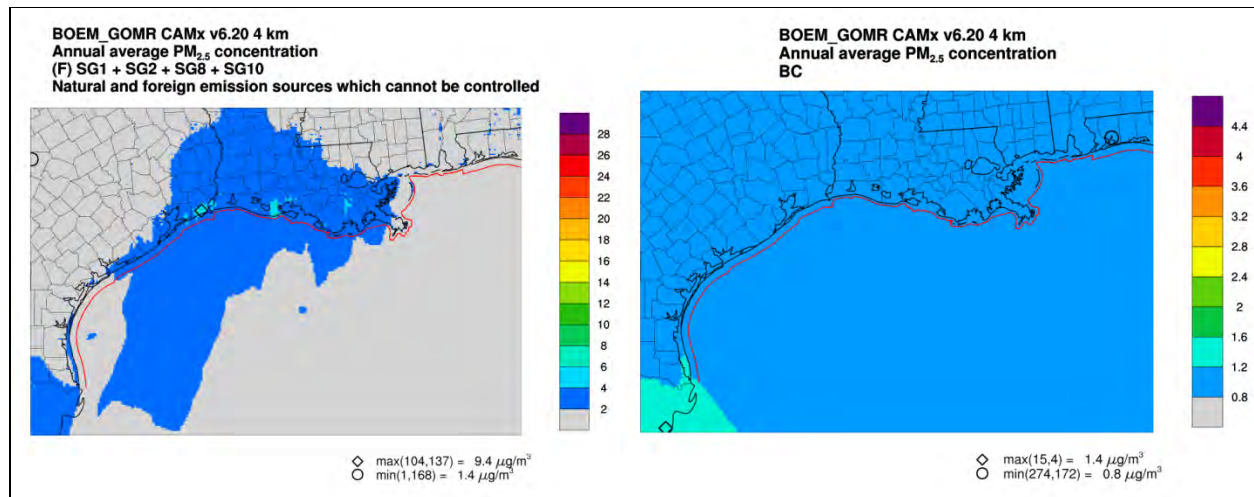 BOEM_GOMR CAMx v6.20 4 km
Annual average PM2.5 concentration
(F) SG1 + SG2 + SG8 + SG10
Natural and foreign emission sources which cannot be controlled
28
26
24
22
20
18
16
14
12
10
8
6
4
2
max(104,137) = 9.4 µg/m3
min(1,168) = 1.4 µg/m3
BOEM_GOMR CAMx v6.20 4 km
Annual average PM2.5 concentration
BC
4.4
4
3.6
3.2
2.8
2.4
2
1.6
1.2
0.8
max(15,4) = 1.4 µg/m3
min(274,172) = 0.8 µg/m3